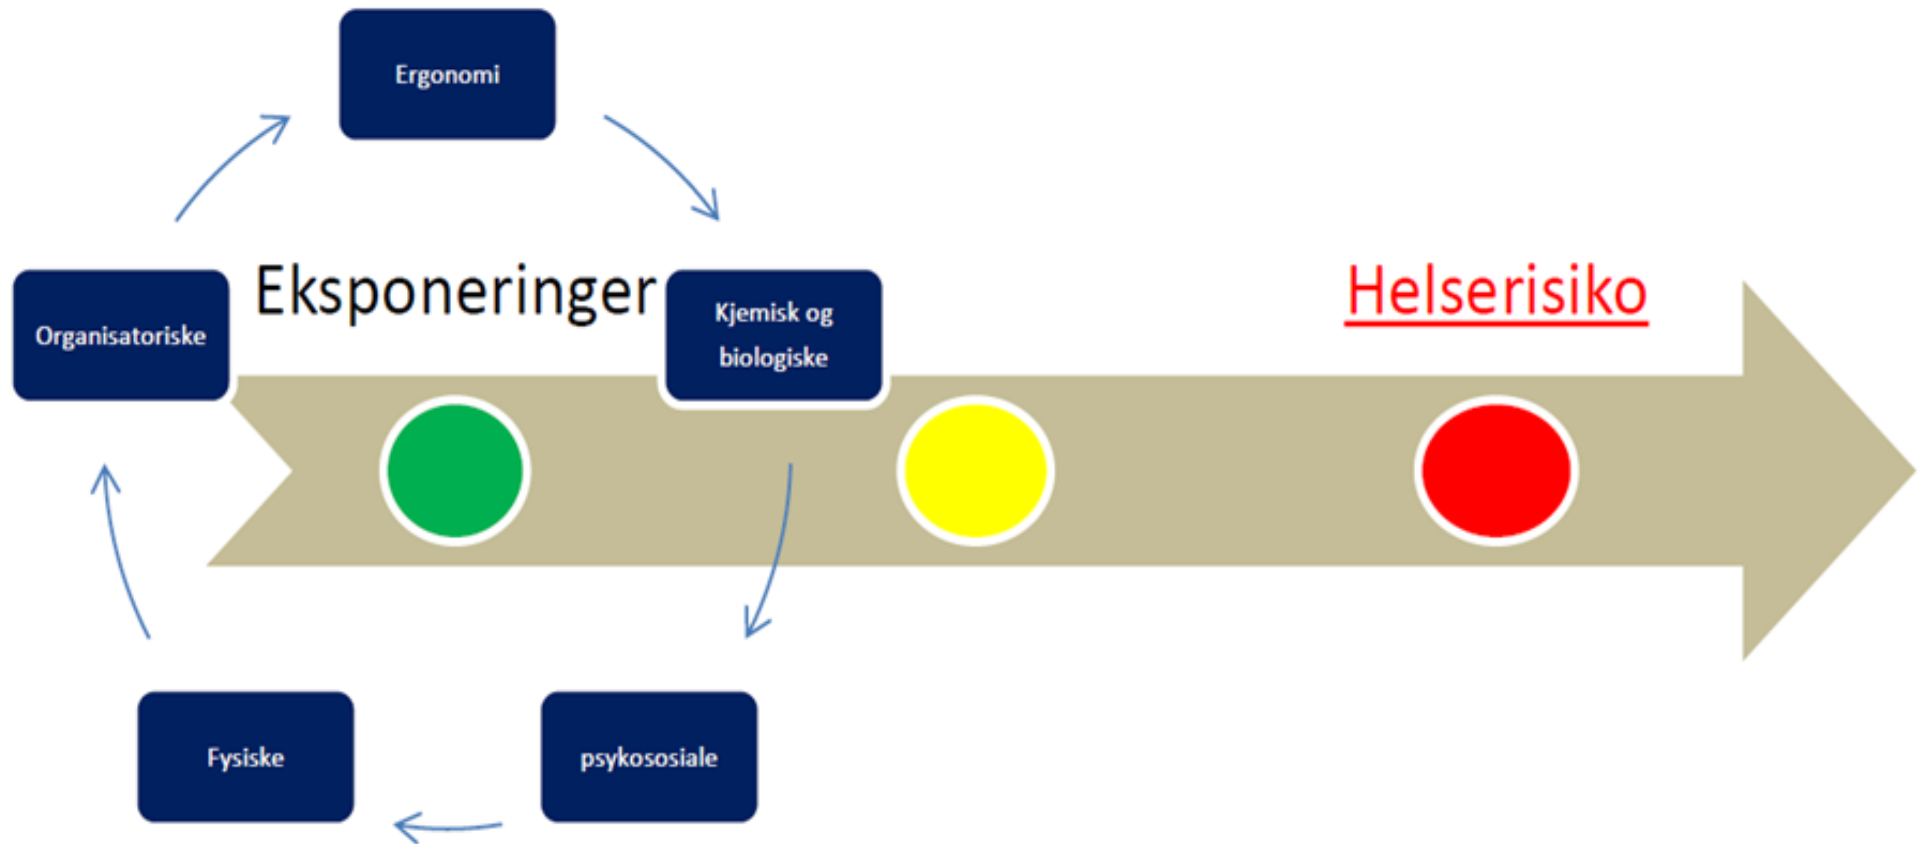 Ergonomi
Eksponeringer
Helserisiko
Organisatoriske
Kjemisk og
biologiske
Fysiske
psykososiale